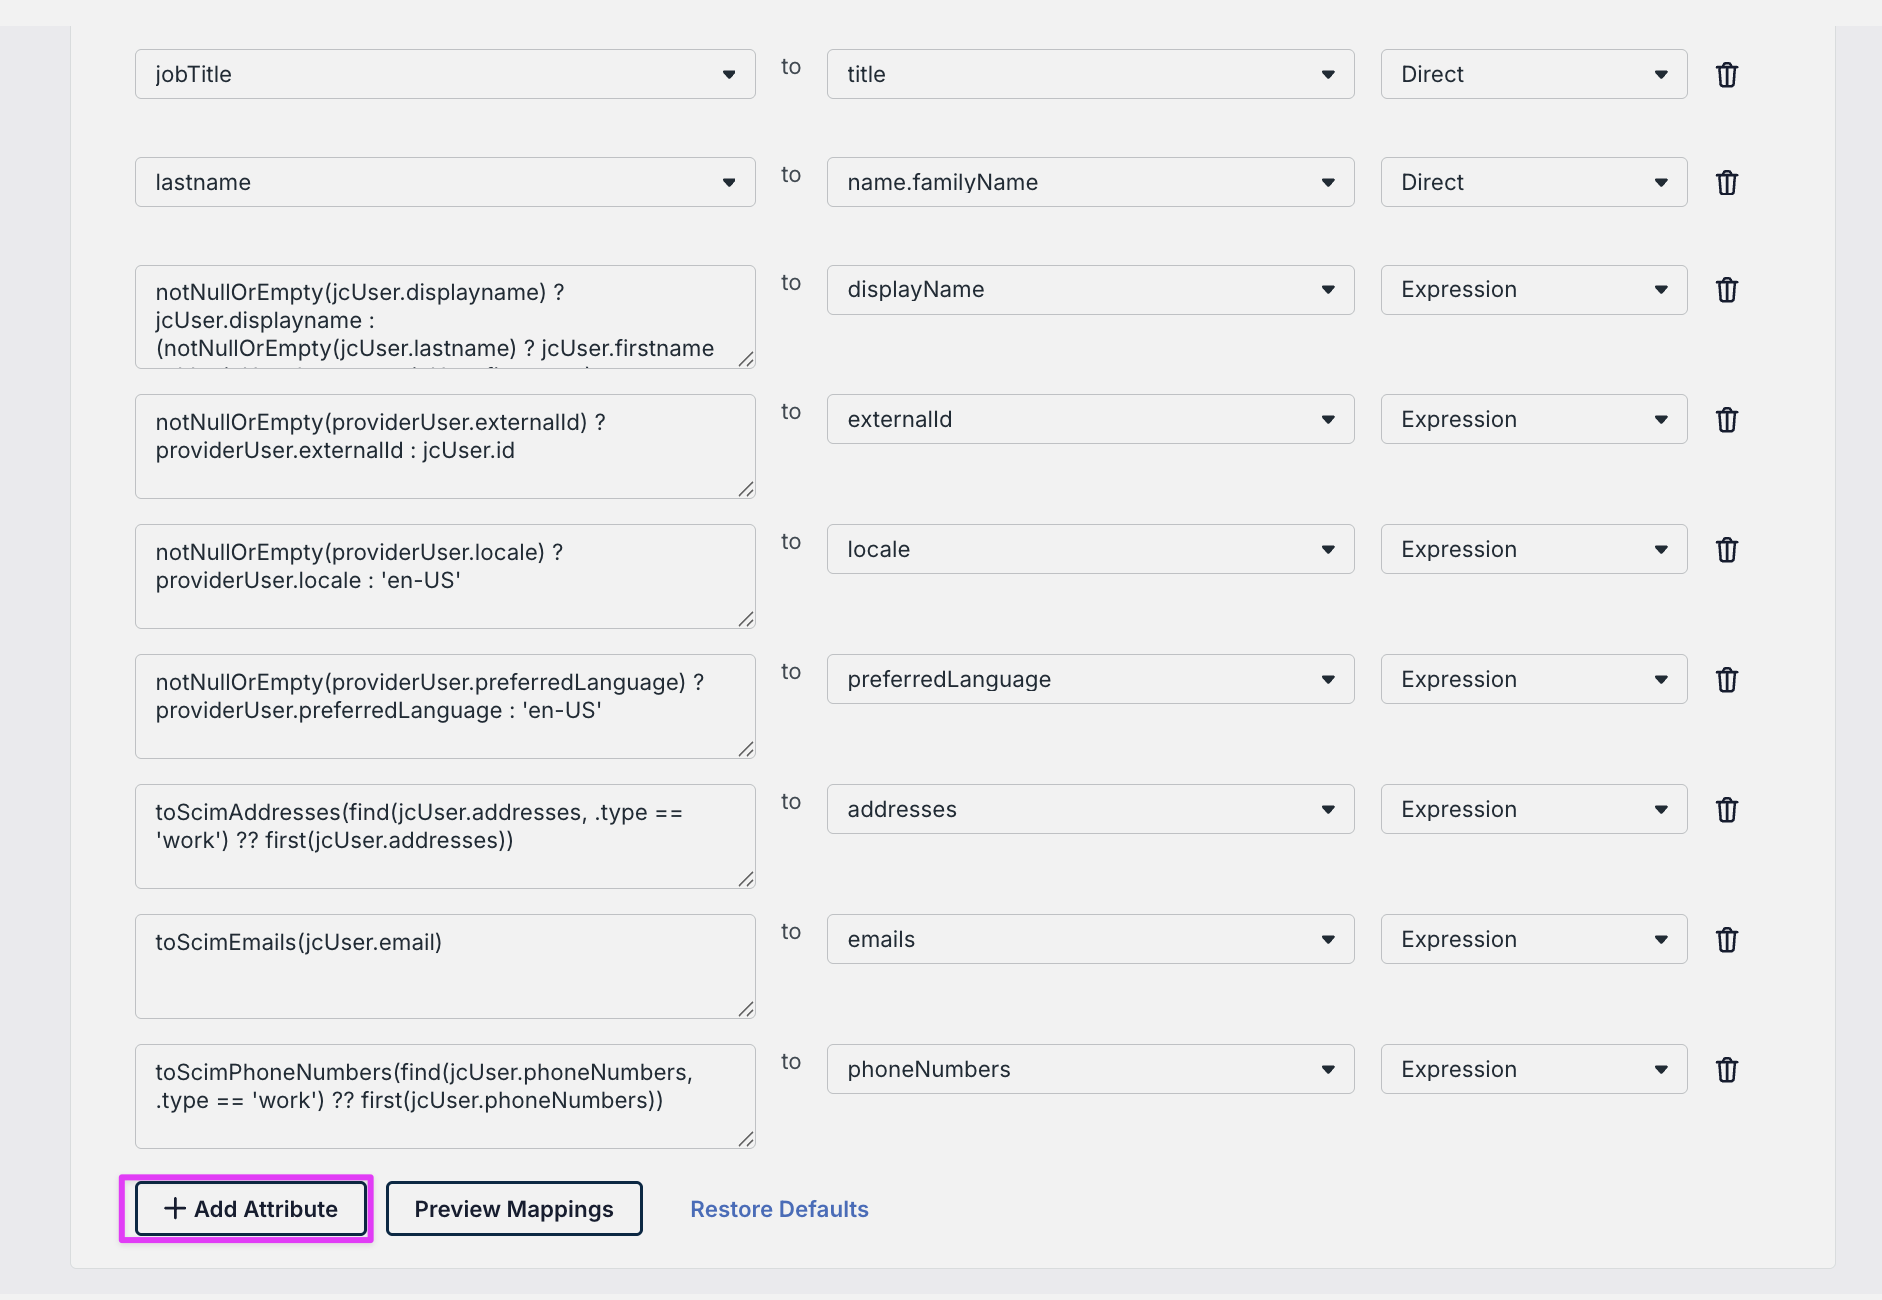 jobTitle to title Direct
lastname to name.familyName Direct
notNullOrEmpty(jcUser.displayname) ?
jcUser.displayname :
(notNullOrEmpty(jcUser.lastname) ? jcUser.firstname
to displayName Expression
notNullOrEmpty(providerUser.externalId) ?
providerUser.externalId : jcUser.id
to externalId Expression
notNullOrEmpty(providerUser.locale) ?
providerUser.locale : 'en-US'
to locale Expression
notNullOrEmpty(providerUser.preferredLanguage) ?
providerUser.preferredLanguage : 'en-US'
to preferredLanguage Expression
toScimAddresses(find(jcUser.addresses, .type ==
'work') ?? first(jcUser.addresses))
to addresses Expression
toScimEmails(jcUser.email)
to emails Expression
toScimPhoneNumbers(find(jcUser.phoneNumbers,
.type == 'work') ?? first(jcUser.phoneNumbers))
to phoneNumbers Expression
+ Add Attribute Preview Mappings Restore Defaults